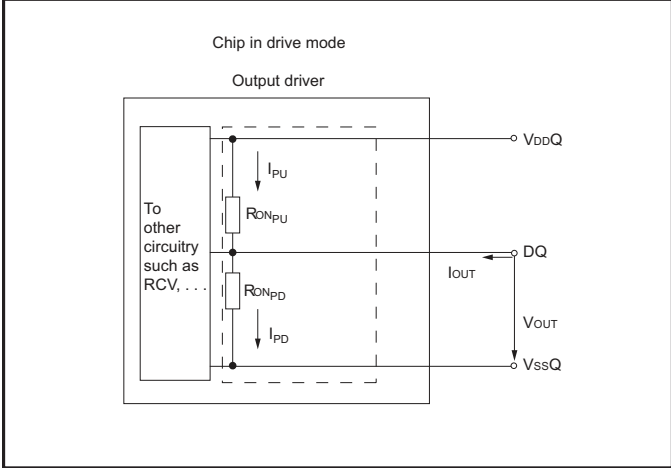 Chip in drive mode
Output driver
VDDQ
IPU
RONPU
To
other
circuitry
such as
RCV, . . .
DQ
IOUT
RONPD
VOUT
IPD
VSSQ